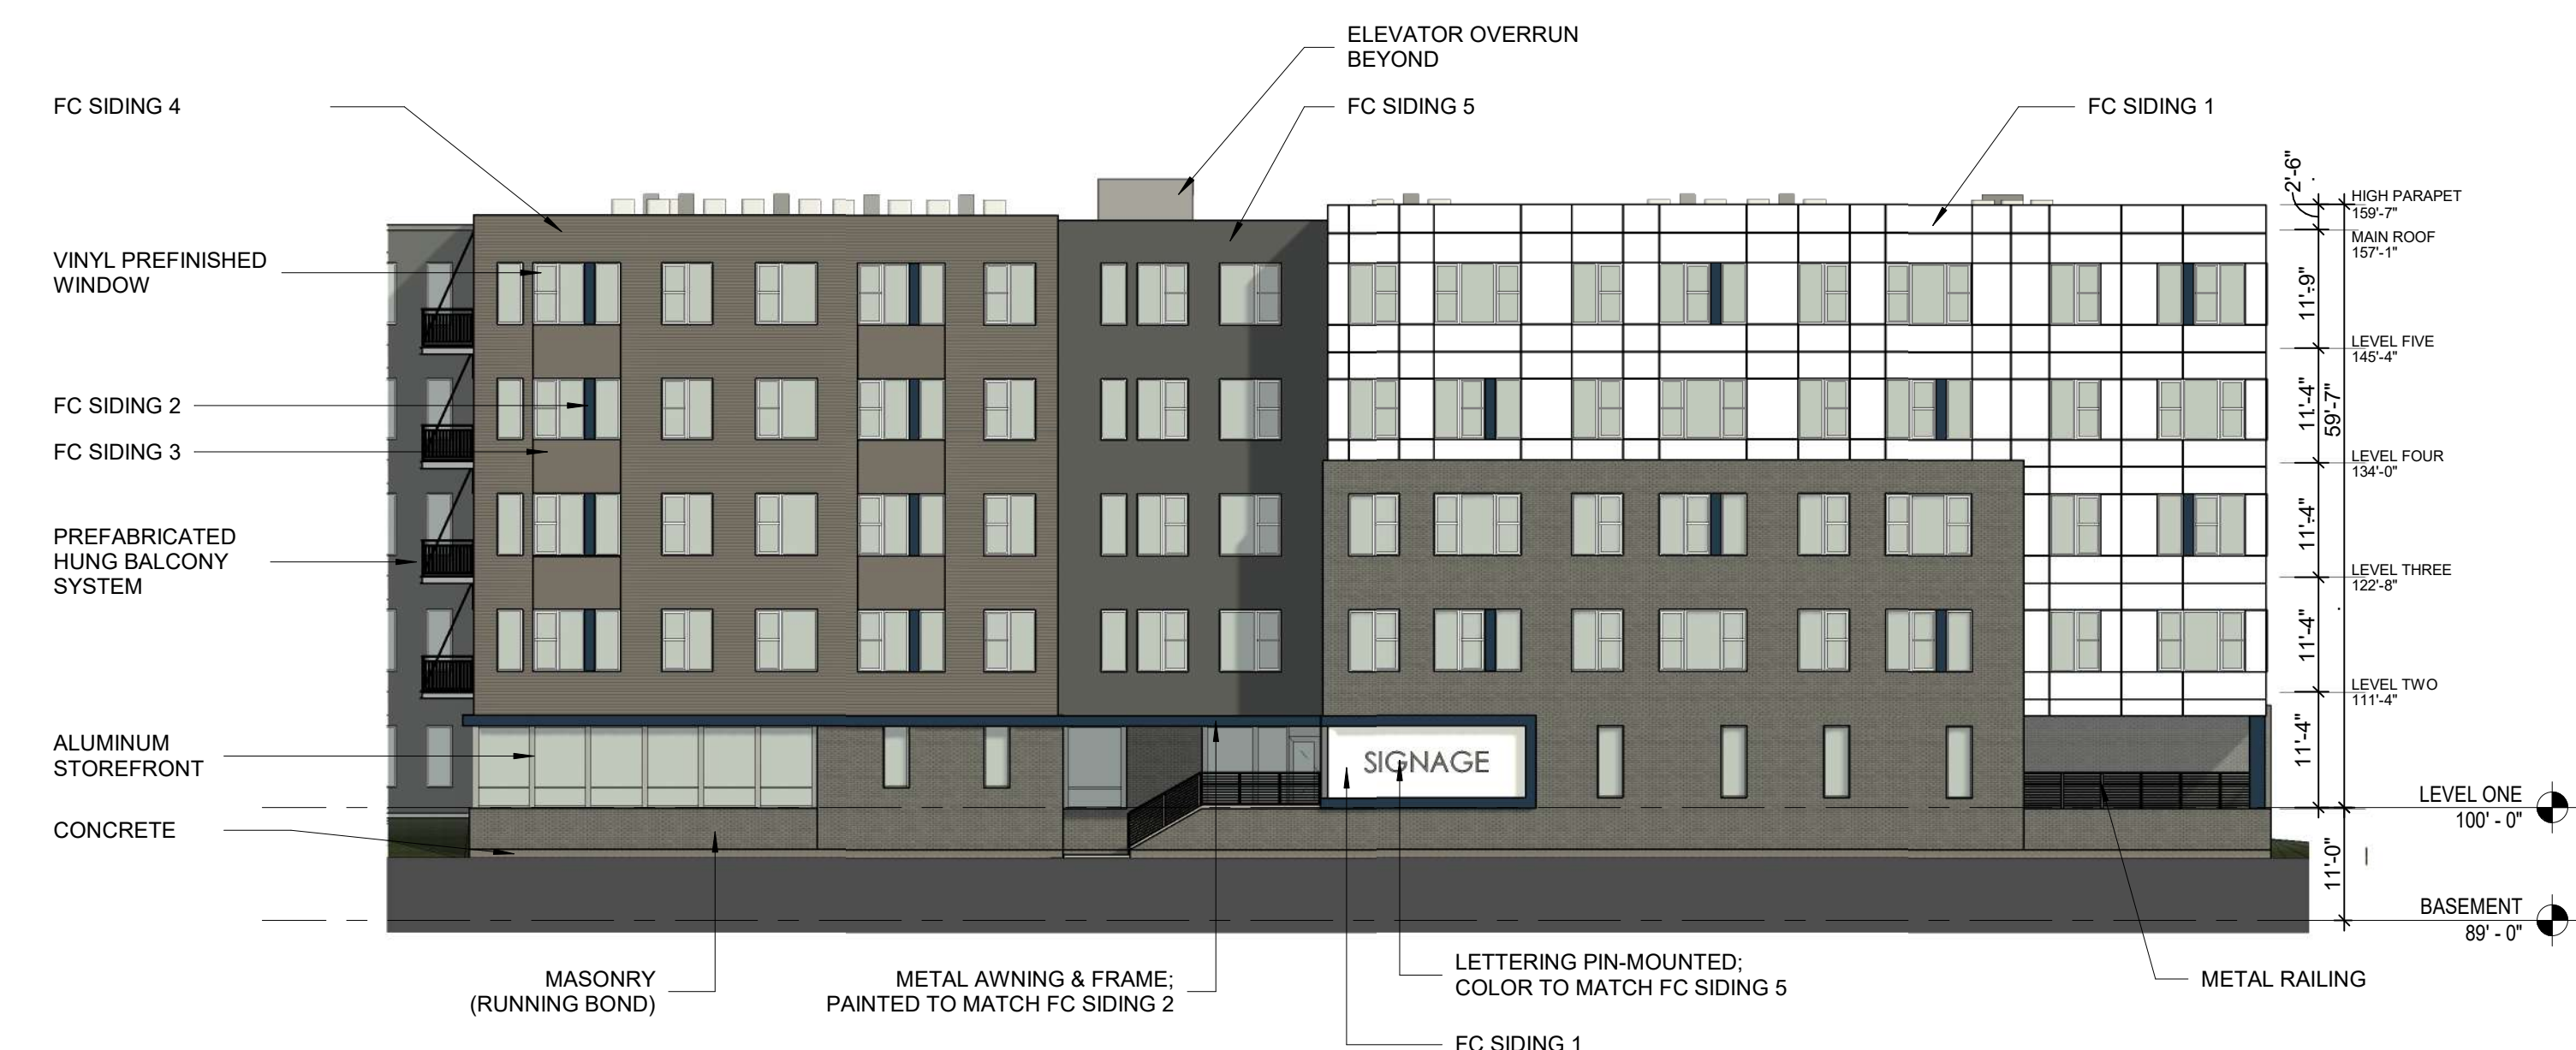 ELEVATOR OVERRUN
BEYOND
FC SIDING 4
FC SIDING 5
FC SIDING 1
VINYL PREFINISHED
WINDOW
FC SIDING 2
FC SIDING 3
PREFABRICATED
HUNG BALCONY
SYSTEM
ALUMINUM
STOREFRONT
CONCRETE
SIGNAGE
2'-6"
HIGH PARAPET
159'-7"
MAIN ROOF
157'-1"
11'-9"
LEVEL FIVE
145'-4"
11'-4"
59'-7"
LEVEL FOUR
134'-0"
11'-4"
LEVEL THREE
122'-8"
11'-4"
LEVEL TWO
111'-4"
11'-4"
LEVEL ONE
100' - 0"
11'-0"
BASEMENT
89' - 0"
MASONRY
(RUNNING BOND)
METAL AWNING & FRAME;
PAINTED TO MATCH FC SIDING 2
LETTERING PIN-MOUNTED;
COLOR TO MATCH FC SIDING 5
METAL RAILING
FC SIDING 1